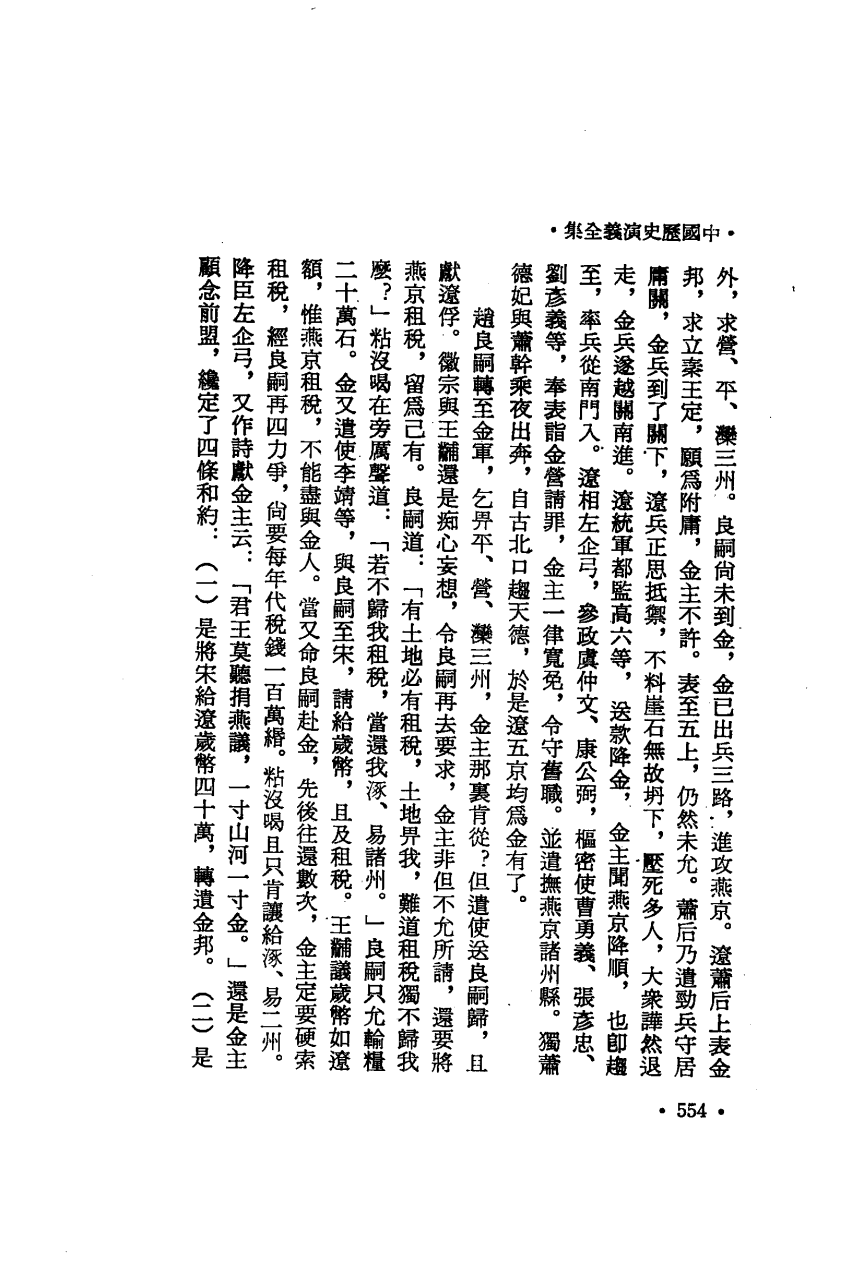 •中國歷史演義全集•
外，求營、平、灤三州。良嗣尚未到金，金已出兵三路，進攻燕京。遼蕭后上表金
邦，求立秦王定，願爲附庸，金主不許。表至五上，仍然未允。蕭后乃遣勁兵守居
庸關，金兵到了關下，遼兵正思抵禦，不料崖石無故坍下，壓死多人，大衆譁然退
走，金兵遂越關南進。遼統軍都監高六等，送款降金，金主聞燕京降順，也卽趨
至，率兵從南門入。遼相左企弓，參政虞仲文、康公弼，樞密使曹勇義、張彥忠、
劉彥義等，奉表詣金營請罪，金主一律寬免，令守舊職。並遣撫燕京諸州縣。獨蕭
德妃與蕭幹乘夜出奔，自古北口趨天德，於是遼五京均爲金有了。
趙良嗣轉至金軍，乞畀平、營、灤三州，金主那裏肯從？但遣使送良嗣歸，且
獻遼俘。徽宗與王黼還是痴心妄想，令良嗣再去要求，金主非但不允所請，還要將
燕京租稅，留爲己有。良嗣道：「有土地必有租稅，土地畀我，難道租稅獨不歸我
麼？」粘沒喝在旁厲聲道：「若不歸我租稅，當還我涿、易諸州。」良嗣只允輸糧
二十萬石。金又遣使李靖等，與良嗣至宋，請給歲幣，且及租稅。王黼議歲幣如遼
額，惟燕京租稅，不能盡與金人。當又命良嗣赴金，先後往還數次，金主定要硬索
租稅，經良嗣再四力爭，尚要每年代稅錢一百萬緡。粘沒喝且只肯讓給涿、易二州。
降臣左企弓，又作詩獻金主云：「君王莫聽捐燕議，一寸山河一寸金。」還是金主
顧念前盟，纔定了四條和約：（一）是將宋給遼歲幣四十萬，轉遺金邦。（二）是
•554•